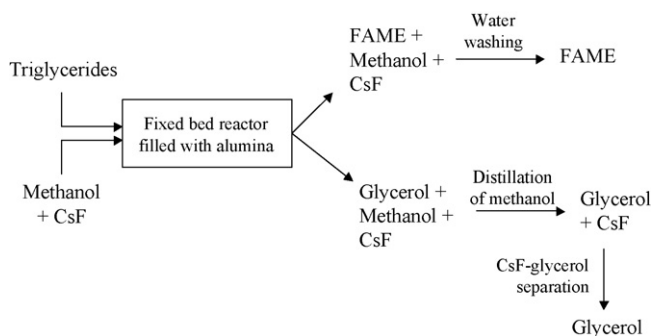 Triglycerides
Methanol
+ CsF
Fixed bed reactor
filled with alumina
FAME +
Methanol +
CsF
Water
washing
FAME
Glycerol +
Methanol +
CsF
Distillation
of methanol
Glycerol
+ CsF
CsF-glycerol
separation
Glycerol